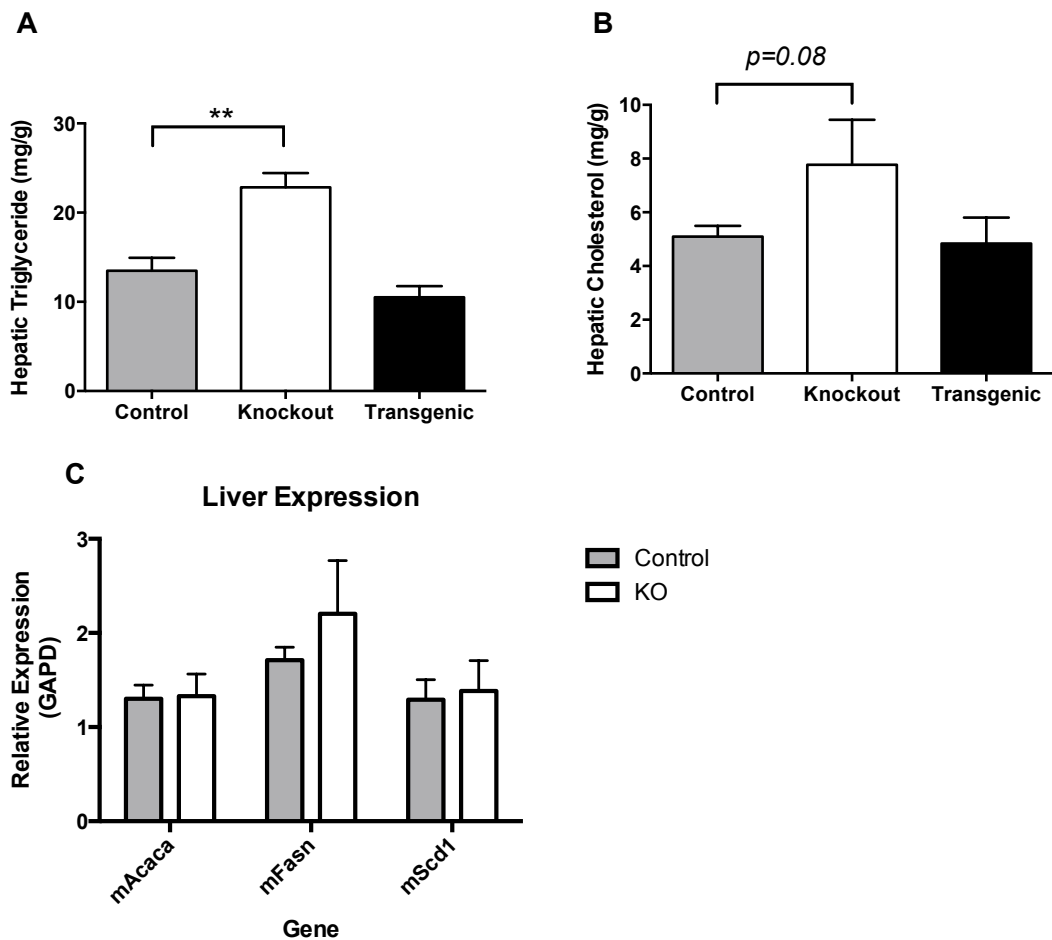 A
Hepatic Triglyceride (mg/g)
30
20
10
0
**
Control Knockout Transgenic
B
p=0.08
Hepatic Cholesterol (mg/g)
10
8
6
4
2
0
Control Knockout Transgenic
C
Liver Expression
Relative Expression
(GAPD)
3
2
1
0
mAcaca mFasn mScd1
Gene
Control
KO